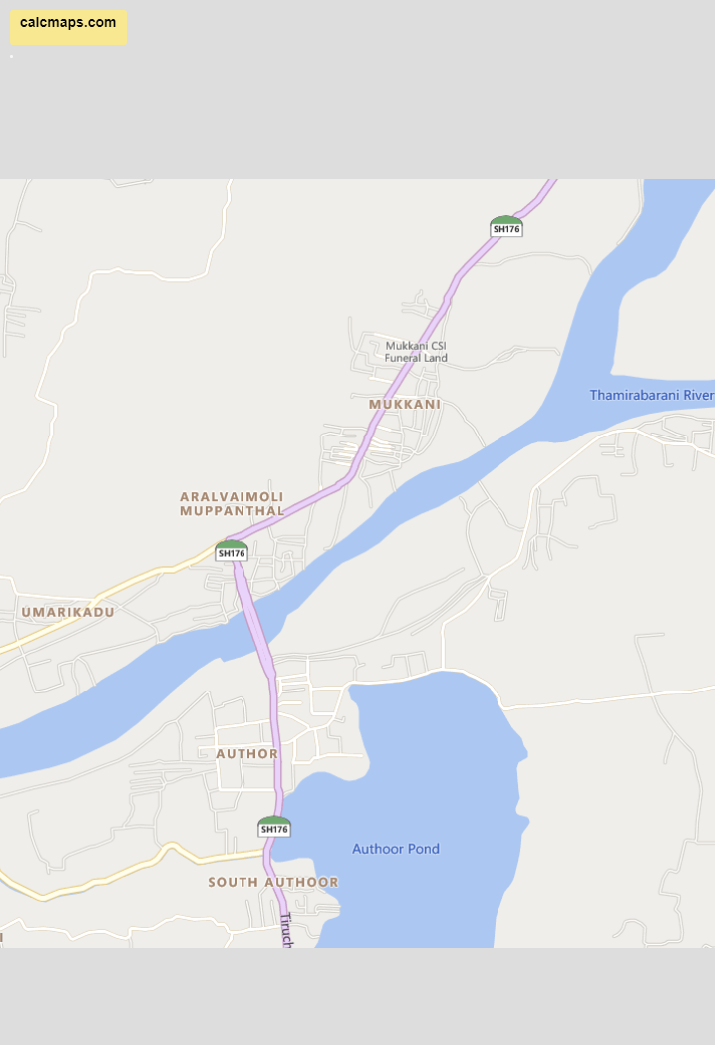 calcmaps.com
SH176
Mukkani CSI
Funeral Land
Thamirabarani River
MUKKANI
ARALVAIMOLI
MUPPANTHAL
SH176
UMARIKADU
AUTHOR
SH176
Authoor Pond
SOUTH AUTHOOR
Tiruch